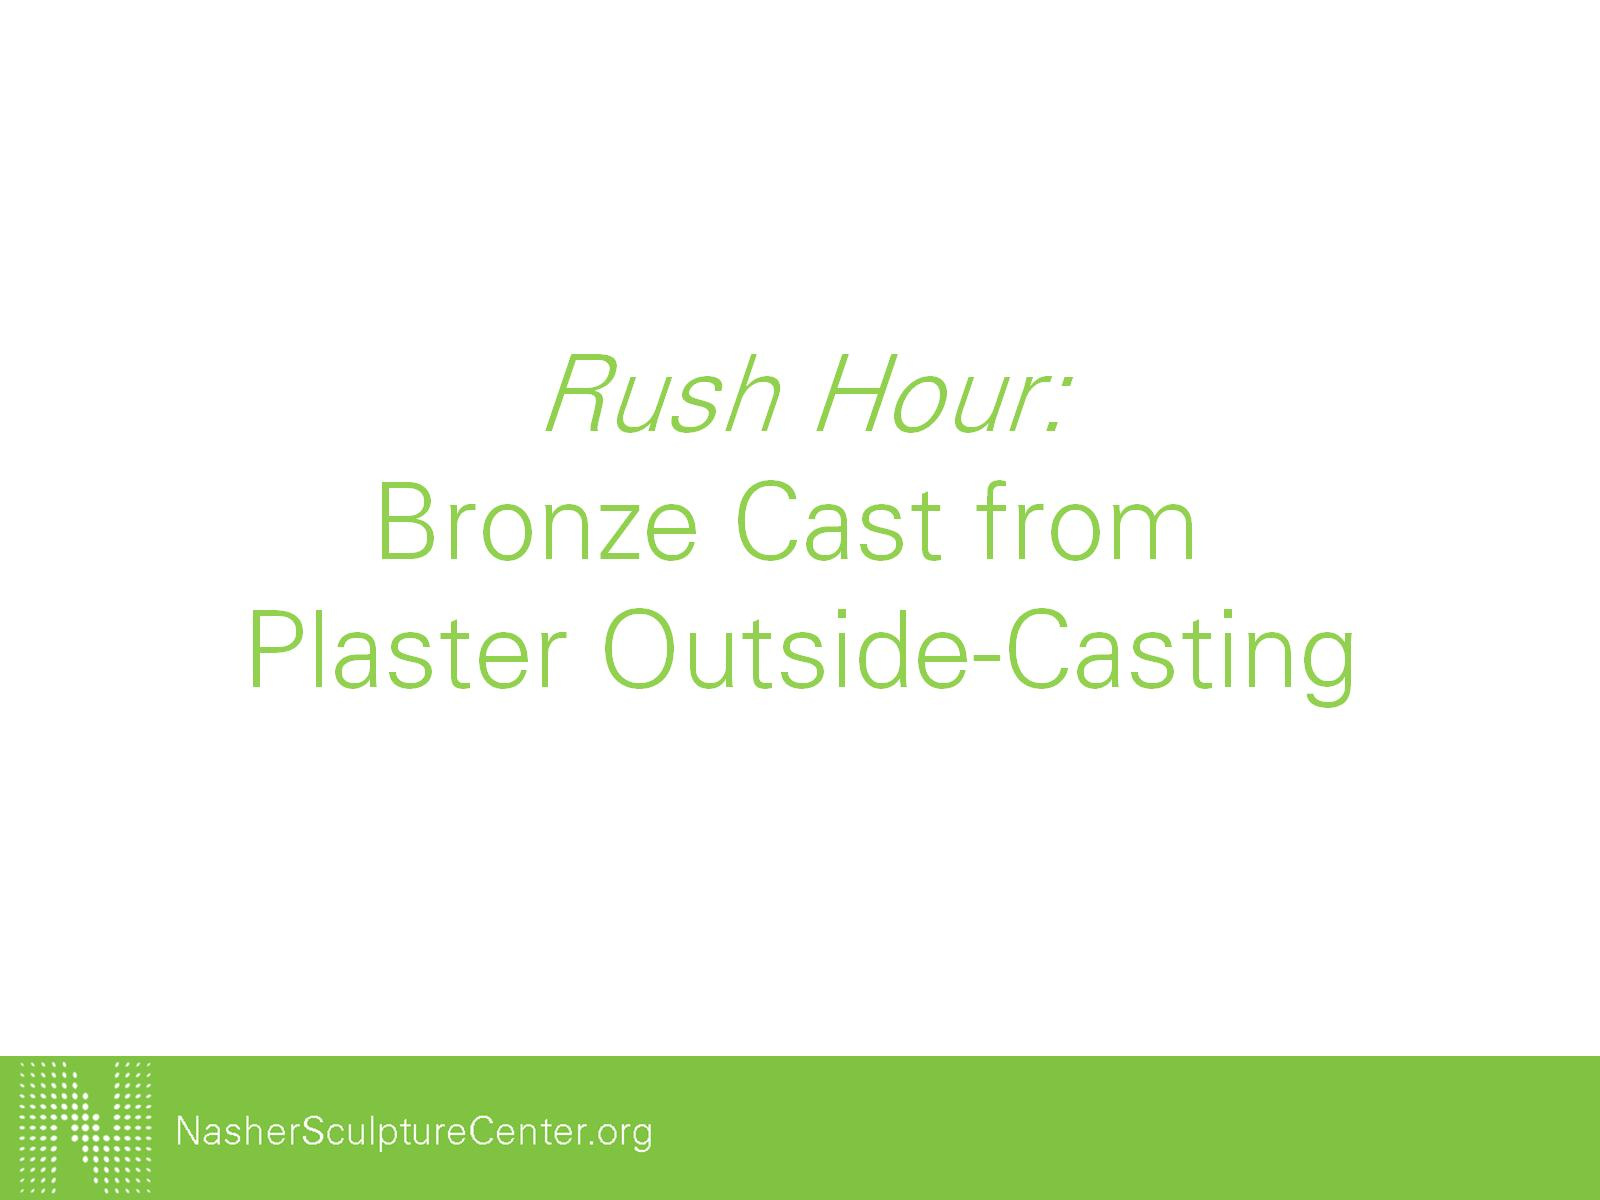 Rush Hour:
Bronze Cast from
Plaster Outside-Casting
NasherSculptureCenter.org